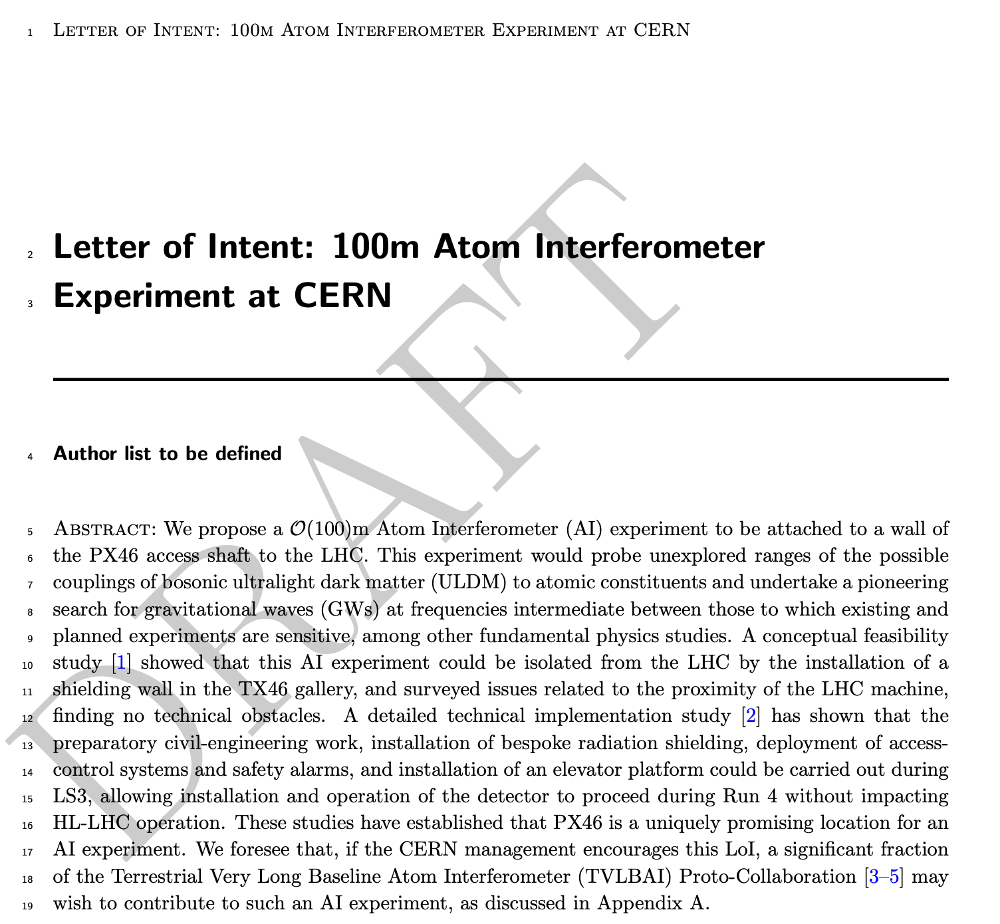 1 LETTER OF INTENT: 100M ATOM INTERFEROMETER EXPERIMENT AT CERN
2 Letter of Intent: 100m Atom Interferometer
3 Experiment at CERN
4 Author list to be defined
5 ABSTRACT: We propose a 𝒪(100)m Atom Interferometer (AI) experiment to be attached to a wall of
6 the PX46 access shaft to the LHC. This experiment would probe unexplored ranges of the possible
7 couplings of bosonic ultralight dark matter (ULDM) to atomic constituents and undertake a pioneering
8 search for gravitational waves (GWs) at frequencies intermediate between those to which existing and
9 planned experiments are sensitive, among other fundamental physics studies. A conceptual feasibility
10 study [1] showed that this AI experiment could be isolated from the LHC by the installation of a
11 shielding wall in the TX46 gallery, and surveyed issues related to the proximity of the LHC machine,
12 finding no technical obstacles. A detailed technical implementation study [2] has shown that the
13 preparatory civil-engineering work, installation of bespoke radiation shielding, deployment of access-
14 control systems and safety alarms, and installation of an elevator platform could be carried out during
15 LS3, allowing installation and operation of the detector to proceed during Run 4 without impacting
16 HL-LHC operation. These studies have established that PX46 is a uniquely promising location for an
17 AI experiment. We foresee that, if the CERN management encourages this LoI, a significant fraction
18 of the Terrestrial Very Long Baseline Atom Interferometer (TVLBAI) Proto-Collaboration [3–5] may
19 wish to contribute to such an AI experiment, as discussed in Appendix A.
DRAFT